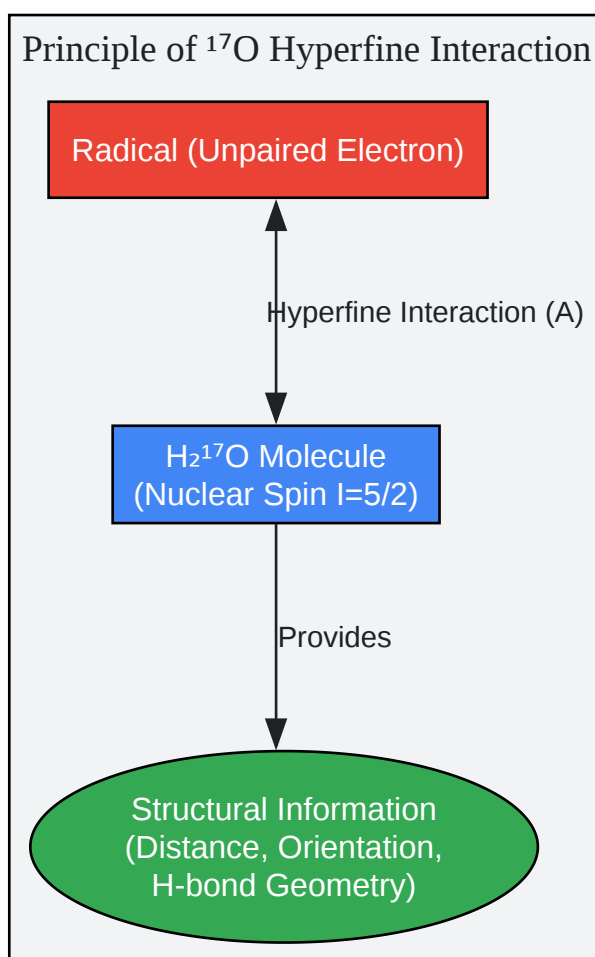 Principle of ¹⁷O Hyperfine Interaction
Radical (Unpaired Electron)
Hyperfine Interaction (A)
H₂¹⁷O Molecule
(Nuclear Spin I=5/2)
Provides
Structural Information
(Distance, Orientation,
H-bond Geometry)